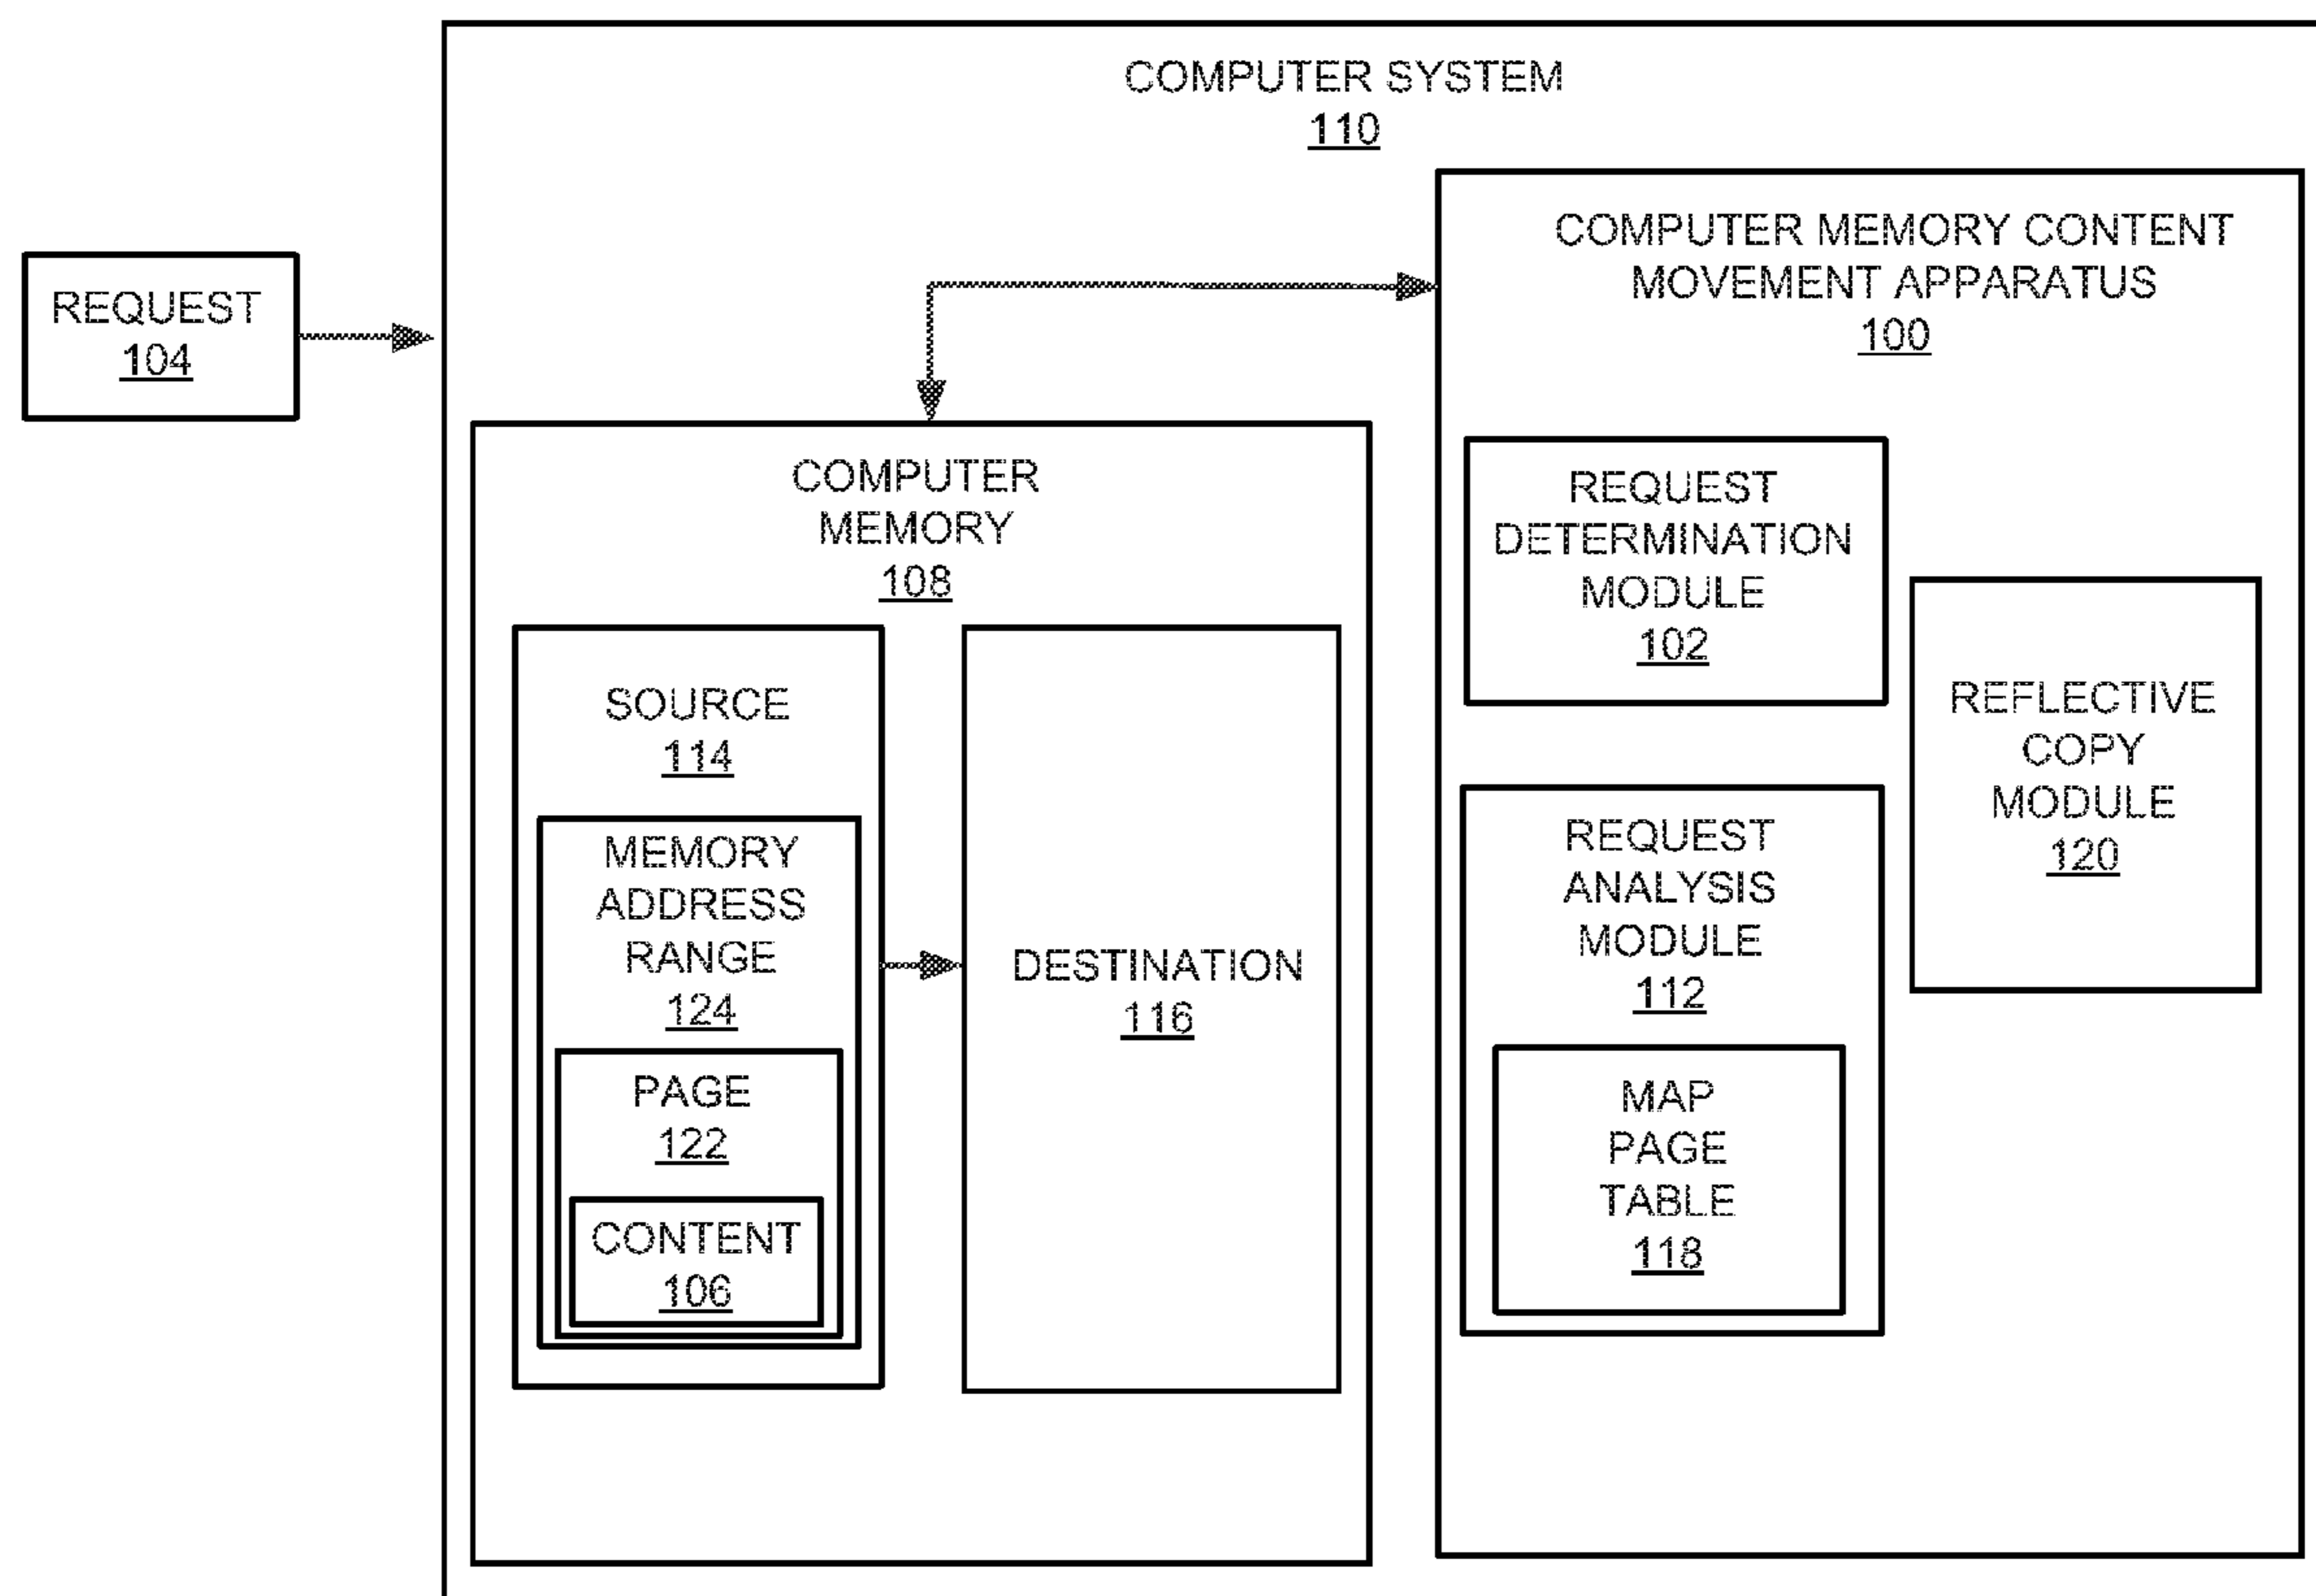 COMPUTER SYSTEM
110
REQUEST
104
COMPUTER MEMORY CONTENT
MOVEMENT APPARATUS
100
COMPUTER
MEMORY
108
SOURCE
114
MEMORY
ADDRESS
RANGE
124
PAGE
122
CONTENT
106
DESTINATION
116
REQUEST
DETERMINATION
MODULE
102
REQUEST
ANALYSIS
MODULE
112
MAP
PAGE
TABLE
118
REFLECTIVE
COPY
MODULE
120